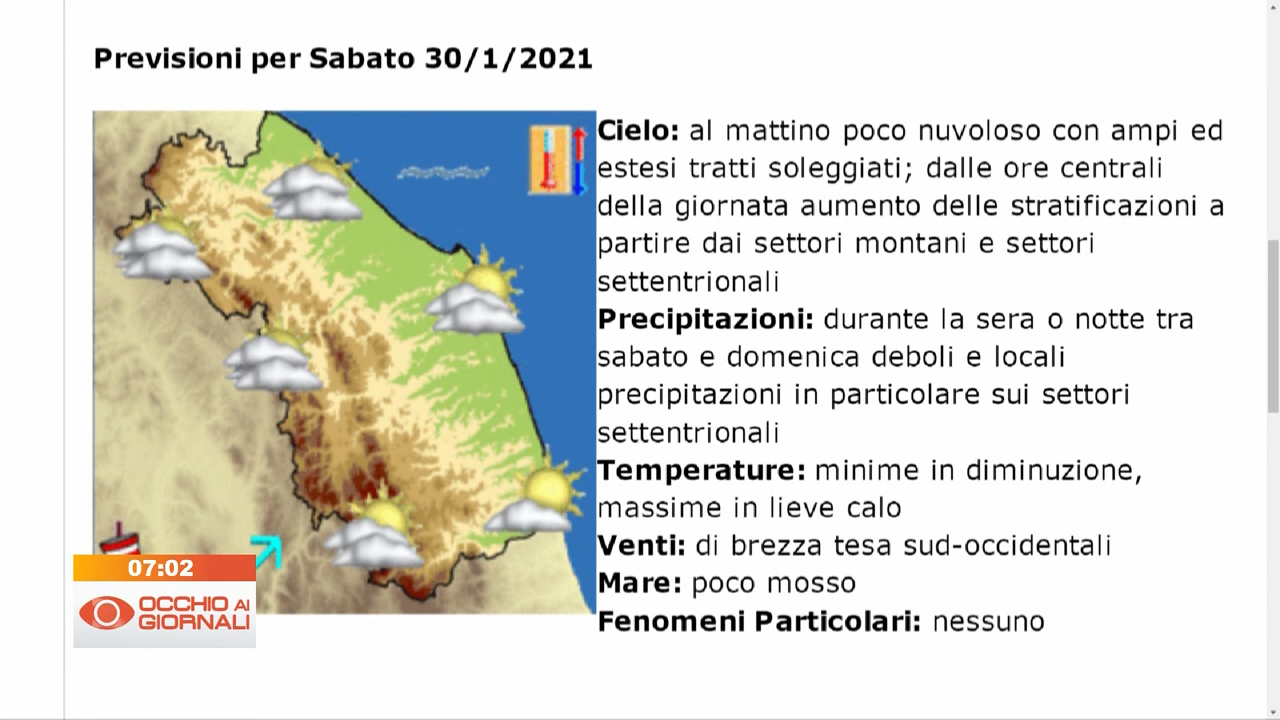 Previsioni per Sabato 30/1/2021
Cielo: al mattino poco nuvoloso con ampi ed
estesi tratti soleggiati; dalle ore centrali
della giornata aumento delle stratificazioni a
partire dai settori montani e settori
settentrionali
Precipitazioni: durante la sera o notte tra
sabato e domenica deboli e locali
precipitazioni in particolare sui settori
settentrionali
Temperature: minime in diminuzione,
massime in lieve calo
Venti: di brezza tesa sud-occidentali
Mare: poco mosso
Fenomeni Particolari: nessuno
07:02
OCCHIO AI
GIORNALI